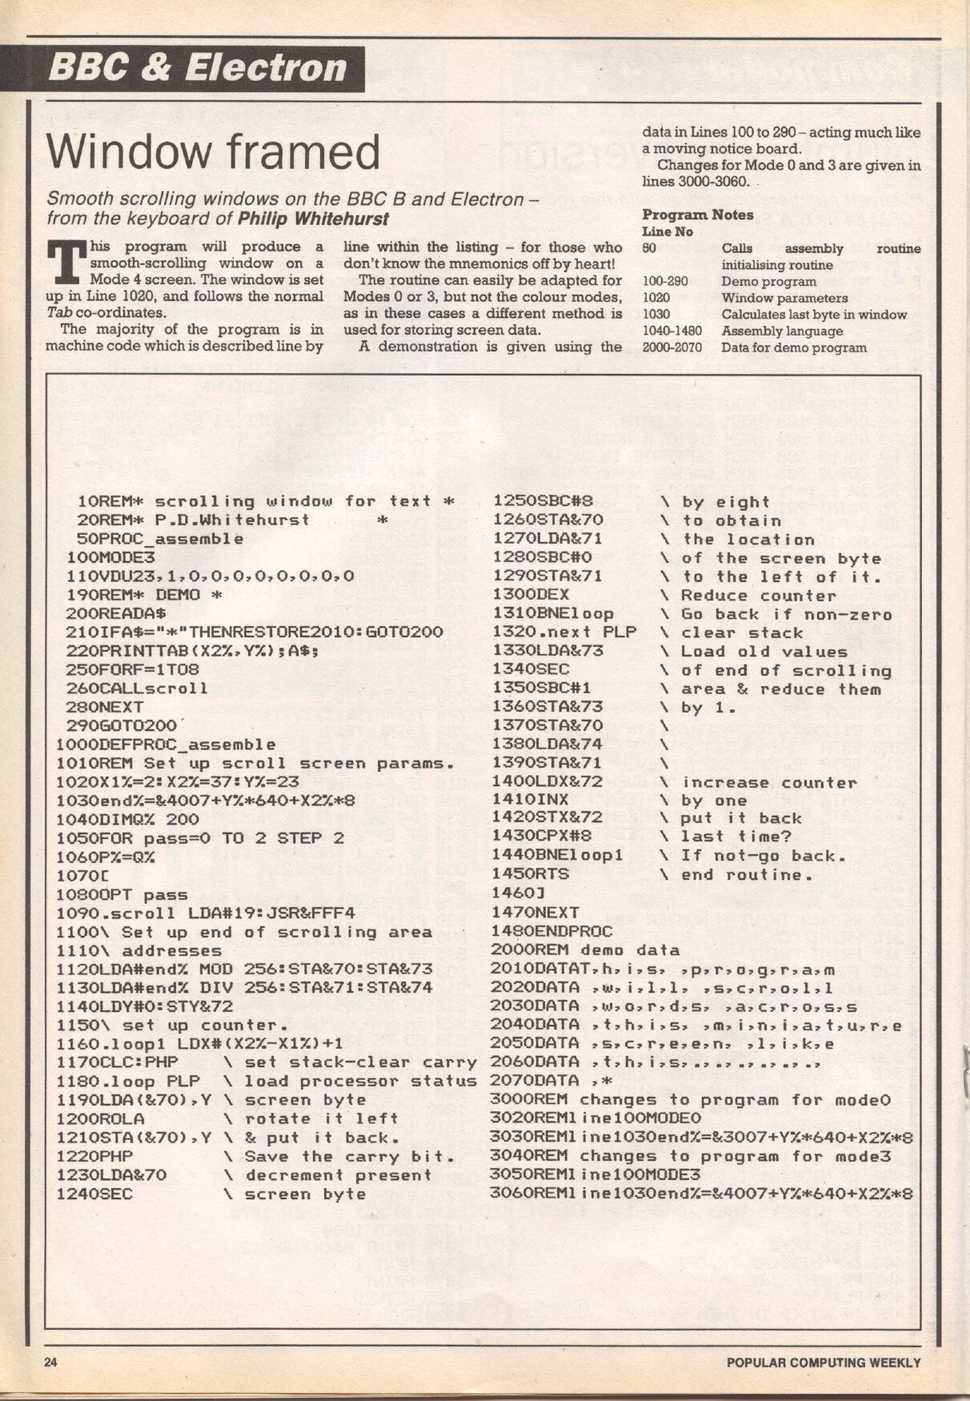 BBC & Electron
Window framed
Smooth scrolling windows on the BBC B and Electron –
from the keyboard of Philip Whitehurst
This program will produce a
smooth-scrolling window on a
Mode 4 screen. The window is set
up in Line 1020, and follows the normal
Tab co-ordinates.
The majority of the program is in
machine code which is described line by
line within the listing – for those who
don't know the mnemonics off by heart!
The routine can easily be adapted for
Modes 0 or 3, but not the colour modes,
as in these cases a different method is
used for storing screen data.
A demonstration is given using the
data in Lines 100 to 290 – acting much like
a moving notice board.
Changes for Mode 0 and 3 are given in
lines 3000-3060.
Program Notes
Line No
80 Calls assembly routine
initialising routine
100-290 Demo program
1020 Window parameters
1030 Calculates last byte in window
1040-1480 Assembly language
2000-2070 Data for demo program
10REM* scrolling window for text *
20REM* P.D.Whitehurst *
50PROC_assemble
100MODE3
110VDU23,1,0,0,0,0,0,0,0,0
190REM* DEMO *
200READA$
210IFA$="*"THENRESTORE2010:GOTO200
220PRINTTAB(X2%,Y%);A$;
250FORF=1TO8
260CALLscroll
280NEXT
290GOTO200
1000DEFPROC_assemble
1010REM Set up scroll screen params.
1020X1%=2:X2%=37:Y%=23
1030end%=&4007+Y%*640+X2%*8
1040DIMQ% 200
1050FOR pass=0 TO 2 STEP 2
1060P%=Q%
1070[
1080OPT pass
1090.scroll LDA#19:JSR&FFF4
1100\ Set up end of scrolling area
1110\ addresses
1120LDA#end% MOD 256:STA&70:STA&73
1130LDA#end% DIV 256:STA&71:STA&74
1140LDY#0:STY&72
1150\ set up counter.
1160.loop1 LDX#(X2%-X1%)+1
1170CLC:PHP \ set stack-clear carry
1180.loop PLP \ load processor status
1190LDA(&70),Y \ screen byte
1200ROLA \ rotate it left
1210STA(&70),Y \ & put it back.
1220PHP \ Save the carry bit.
1230LDA&70 \ decrement present
1240SEC \ screen byte
1250SBC#8 \ by eight
1260STA&70 \ to obtain
1270LDA&71 \ the location
1280SBC#0 \ of the screen byte
1290STA&71 \ to the left of it.
1300DEX \ Reduce counter
1310BNEloop \ Go back if non-zero
1320.next PLP \ clear stack
1330LDA&73 \ Load old values
1340SEC \ of end of scrolling
1350SBC#1 \ area & reduce them
1360STA&73 \ by 1.
1370STA&70 \
1380LDA&74 \
1390STA&71 \
1400LDX&72 \ increase counter
1410INX \ by one
1420STX&72 \ put it back
1430CPX#8 \ last time?
1440BNEloop1 \ If not-go back.
1450RTS \ end routine.
1460]
1470NEXT
1480ENDPROC
2000REM demo data
2010DATAT,h,i,s, ,p,r,o,g,r,a,m
2020DATA ,w,i,l,l, ,s,c,r,o,l,l
2030DATA ,w,o,r,d,s, ,a,c,r,o,s,s
2040DATA ,t,h,i,s, ,m,i,n,i,a,t,u,r,e
2050DATA ,s,c,r,e,e,n, ,l,i,k,e
2060DATA ,t,h,i,s,.,.,.,.,.,.,
2070DATA ,*
3000REM changes to program for mode0
3020REMline100MODE0
3030REMline1030end%=&3007+Y%*640+X2%*8
3040REM changes to program for mode3
3050REMline100MODE3
3060REMline1030end%=&4007+Y%*640+X2%*8
24
POPULAR COMPUTING WEEKLY